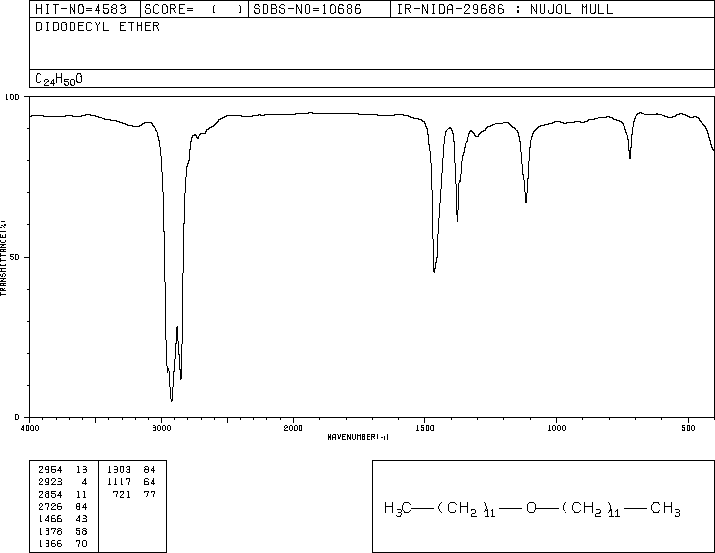 HIT-NO=4583 SCORE= ( ) SDBS-NO=10686 IR-NIDA-29686 : NUJOL MULL
DIDODECYL ETHER
C24H50O
100
50
0
TRANSMITTANCE(%)
4000 3000 2000 1500 1000 500
WAVENUMBER(-1)
2964 13 1303 84
2923 4 1117 64
2854 11 721 77
2726 84
1466 43
1378 58
1366 70
H3C—(CH2)11—O—(CH2)11—CH3